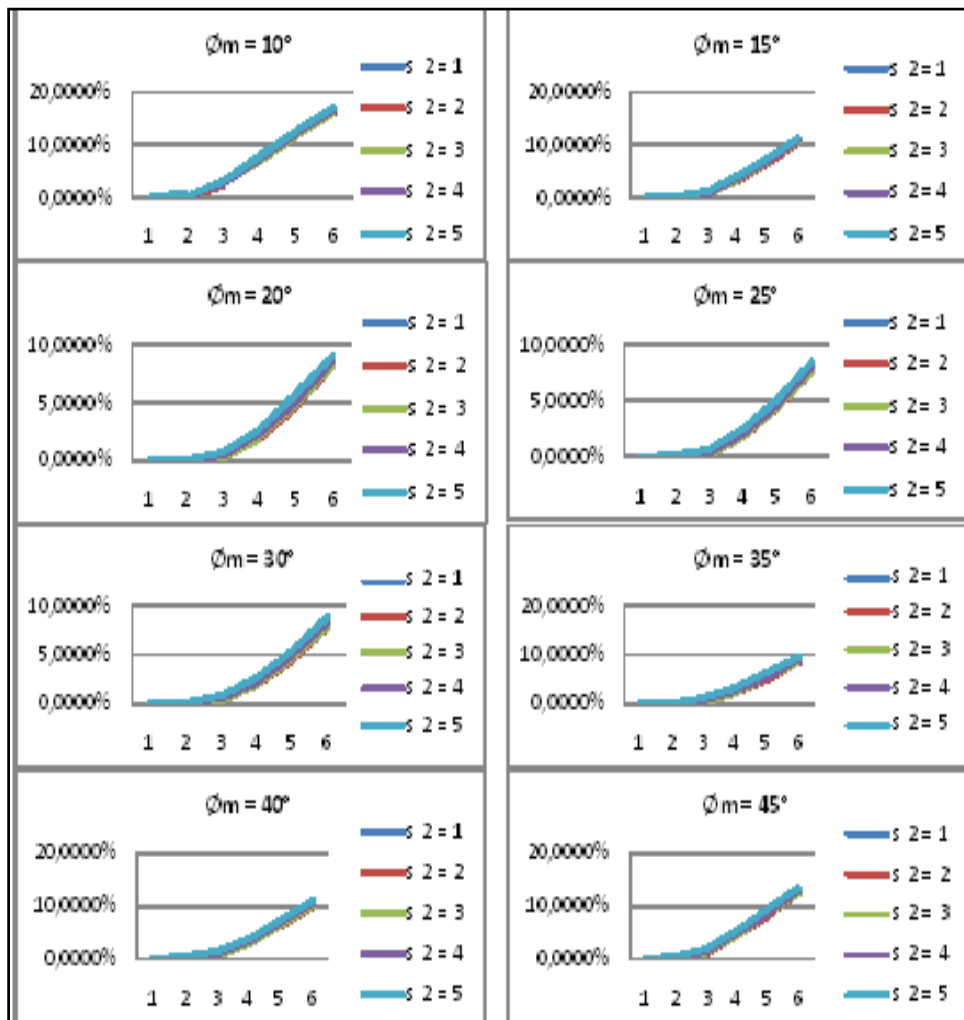 Øm = 10°
20,0000%
10,0000%
0,0000%
1 2 3 4 5 6
s 2= 1
s 2= 2
s 2= 3
s 2= 4
s 2= 5
Øm = 15°
20,0000%
10,0000%
0,0000%
1 2 3 4 5 6
s 2= 1
s 2= 2
s 2= 3
s 2= 4
s 2= 5
Øm = 20°
10,0000%
5,0000%
0,0000%
1 2 3 4 5 6
s 2= 1
s 2= 2
s 2= 3
s 2= 4
s 2= 5
Øm = 25°
10,0000%
5,0000%
0,0000%
1 2 3 4 5 6
s 2= 1
s 2= 2
s 2= 3
s 2= 4
s 2= 5
Øm = 30°
10,0000%
5,0000%
0,0000%
1 2 3 4 5 6
s 2= 1
s 2= 2
s 2= 3
s 2= 4
s 2= 5
Øm = 35°
20,0000%
10,0000%
0,0000%
1 2 3 4 5 6
s 2= 1
s 2= 2
s 2= 3
s 2= 4
s 2= 5
Øm = 40°
20,0000%
10,0000%
0,0000%
1 2 3 4 5 6
s 2= 1
s 2= 2
s 2= 3
s 2= 4
s 2= 5
Øm = 45°
20,0000%
10,0000%
0,0000%
1 2 3 4 5 6
s 2= 1
s 2= 2
s 2= 3
s 2= 4
s 2= 5